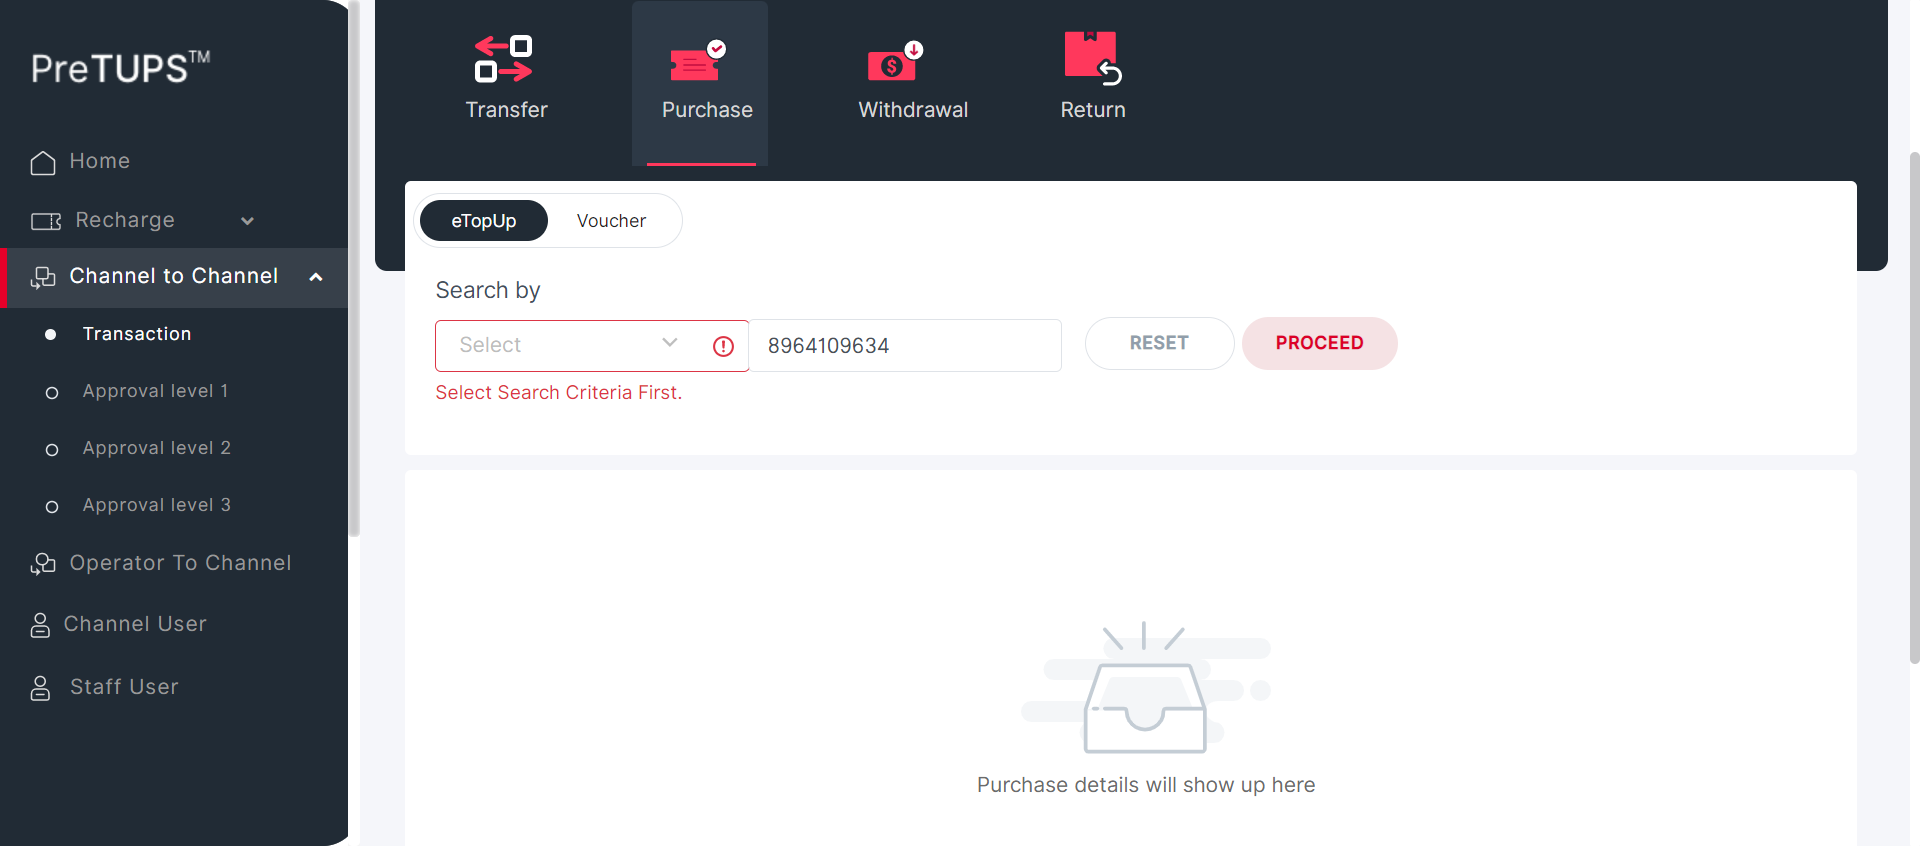 PreTUPS™
Home
Recharge
Channel to Channel
Transaction
Approval level 1
Approval level 2
Approval level 3
Operator To Channel
Channel User
Staff User
Transfer
Purchase
Withdrawal
Return
eTopUp
Voucher
Search by
Select
8964109634
RESET
PROCEED
Select Search Criteria First.
Purchase details will show up here